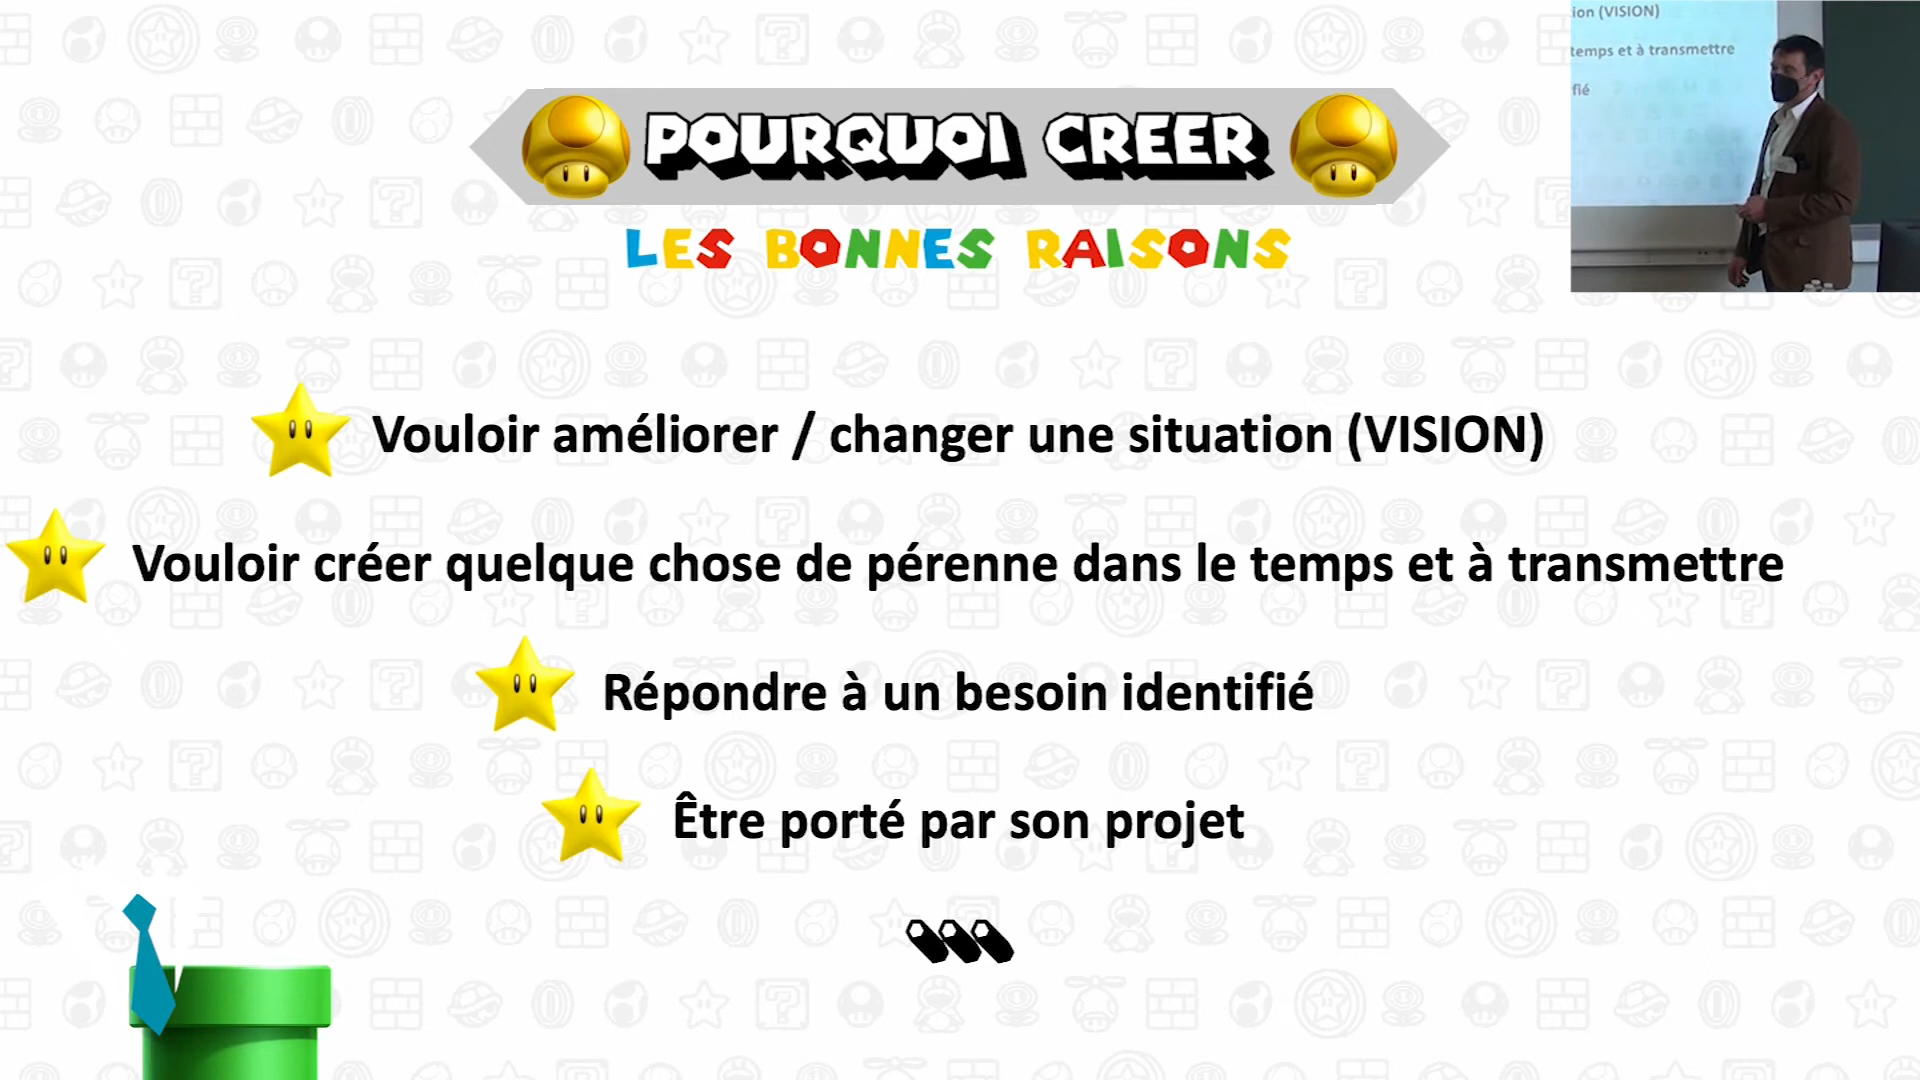 POURQUOI CREER
LES BONNES RAISONS
Vouloir améliorer / changer une situation (VISION)
Vouloir créer quelque chose de pérenne dans le temps et à transmettre
Répondre à un besoin identifié
Être porté par son projet
...
ion (VISION)
temps et à transmettre
fié